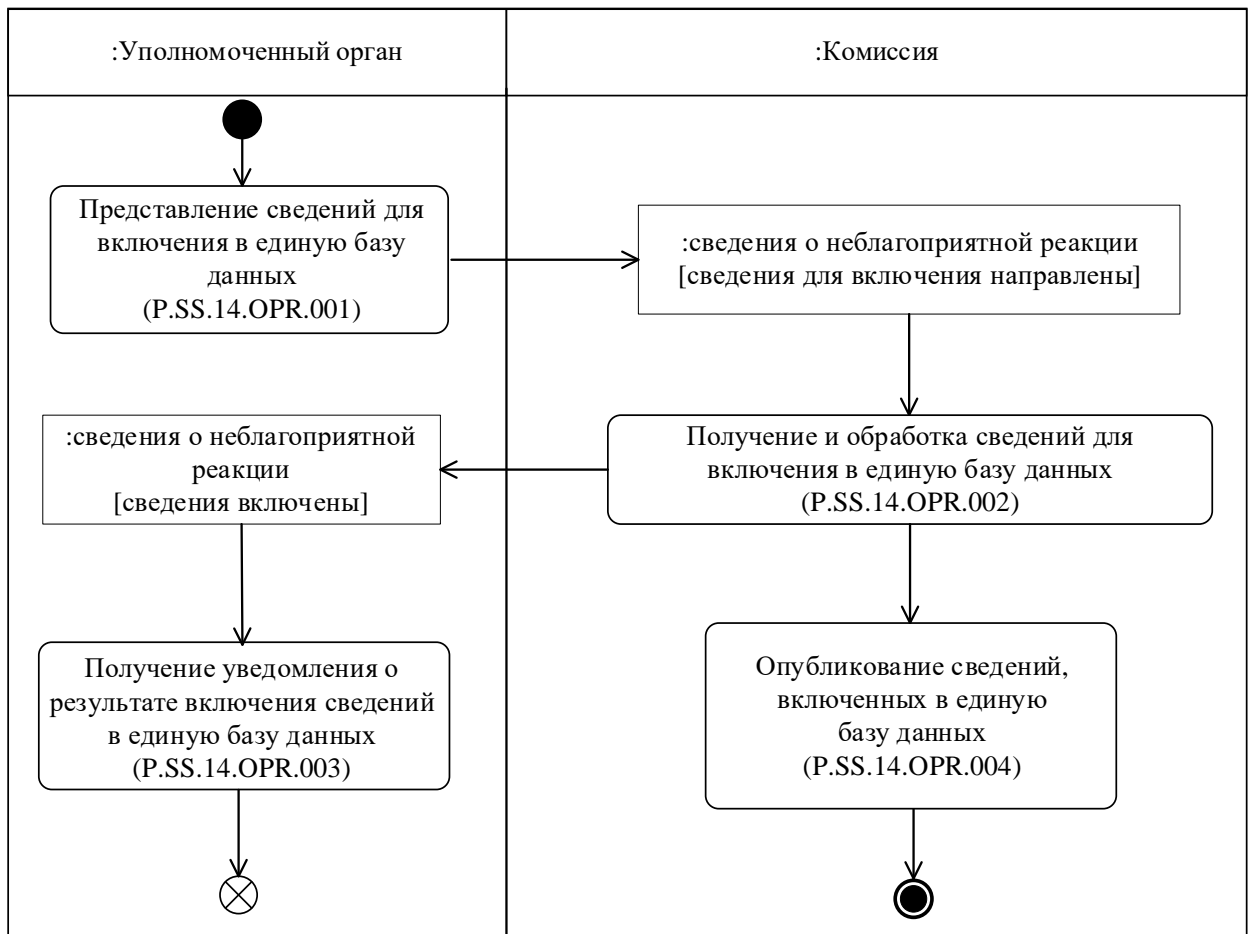 :Уполномоченный орган
:Комиссия
Представление сведений для
включения в единую базу
данных
(P.SS.14.OPR.001)
:сведения о неблагоприятной реакции
[сведения для включения направлены]
:сведения о неблагоприятной
реакции
[сведения включены]
Получение и обработка сведений для
включения в единую базу данных
(P.SS.14.OPR.002)
Получение уведомления о
результате включения сведений
в единую базу данных
(P.SS.14.OPR.003)
Опубликование сведений,
включенных в единую
базу данных
(P.SS.14.OPR.004)